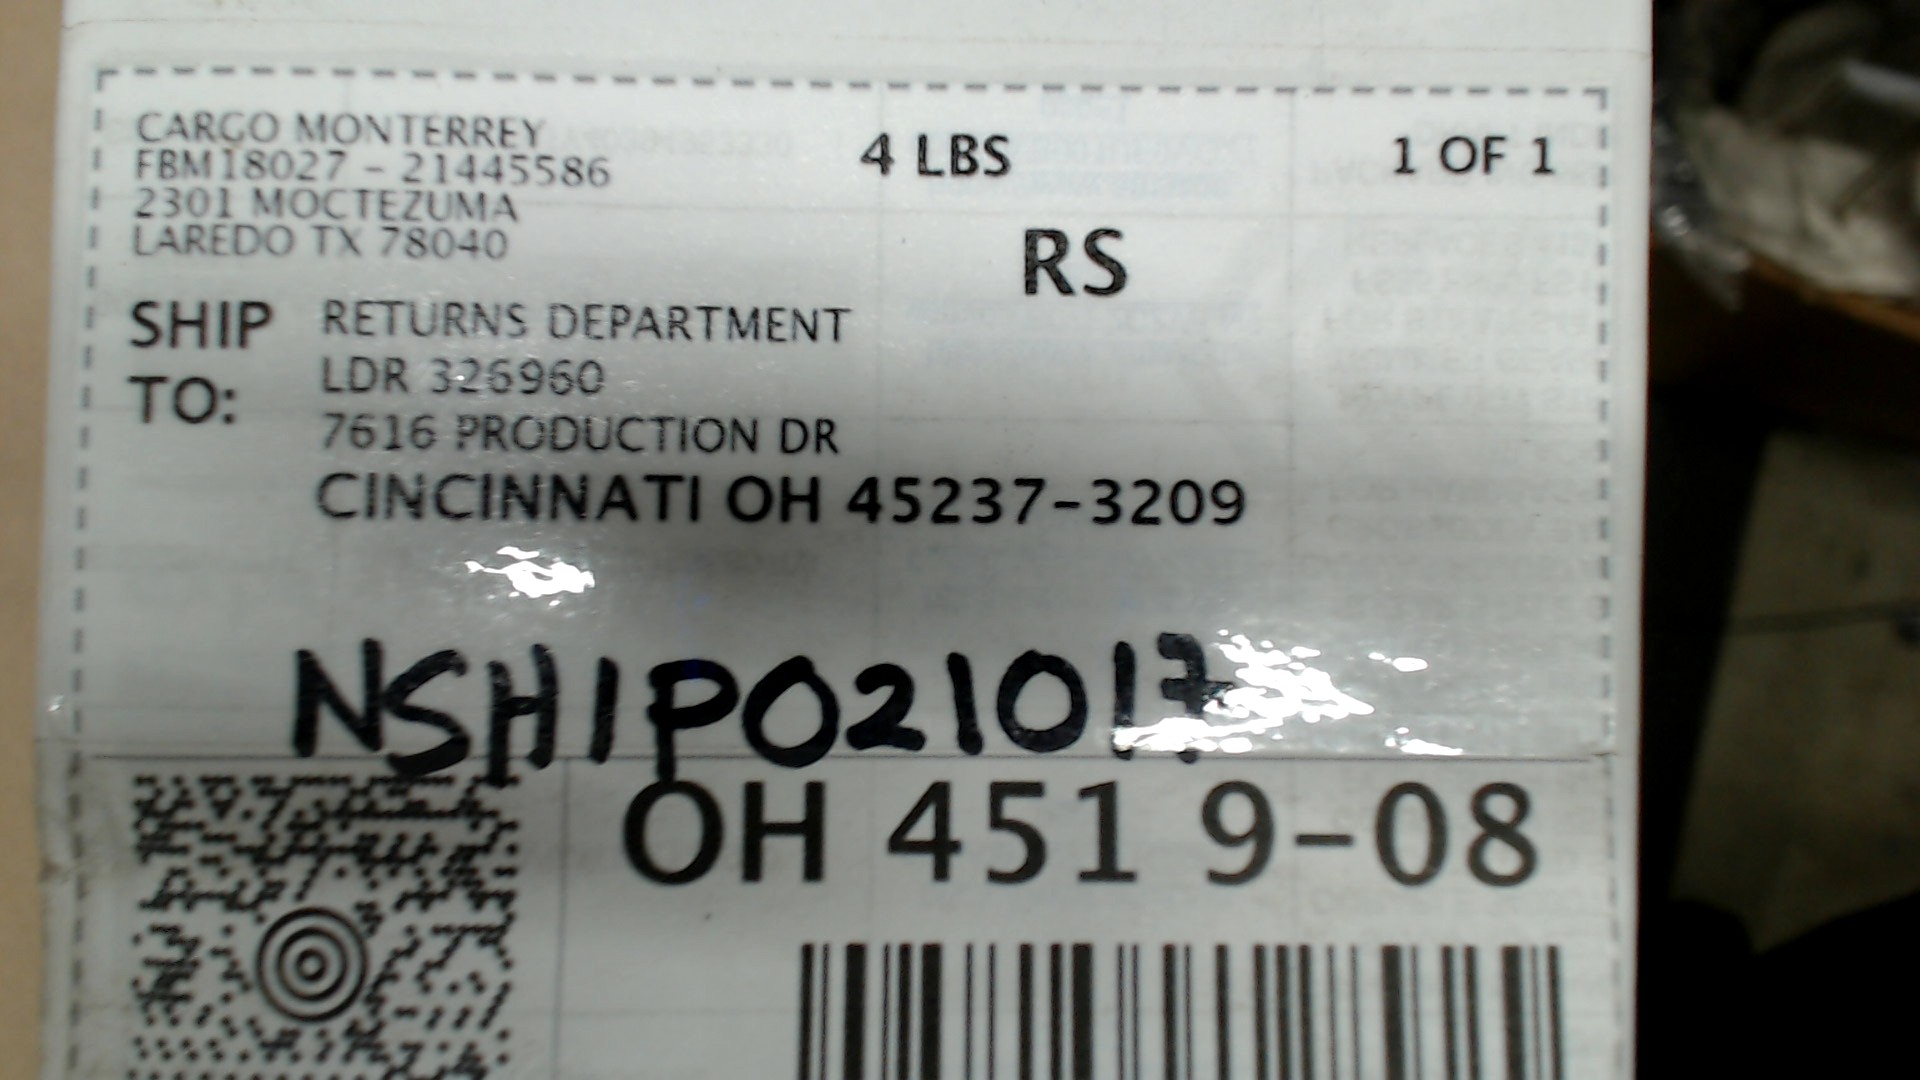 CARGO MONTERREY
FBM18027 - 21445586
2301 MOCTEZUMA
LAREDO TX 78040
4 LBS
1 OF 1
RS
SHIP TO:
RETURNS DEPARTMENT
LDR 326960
7616 PRODUCTION DR
CINCINNATI OH 45237-3209
NSHIP021017
OH 451 9-08